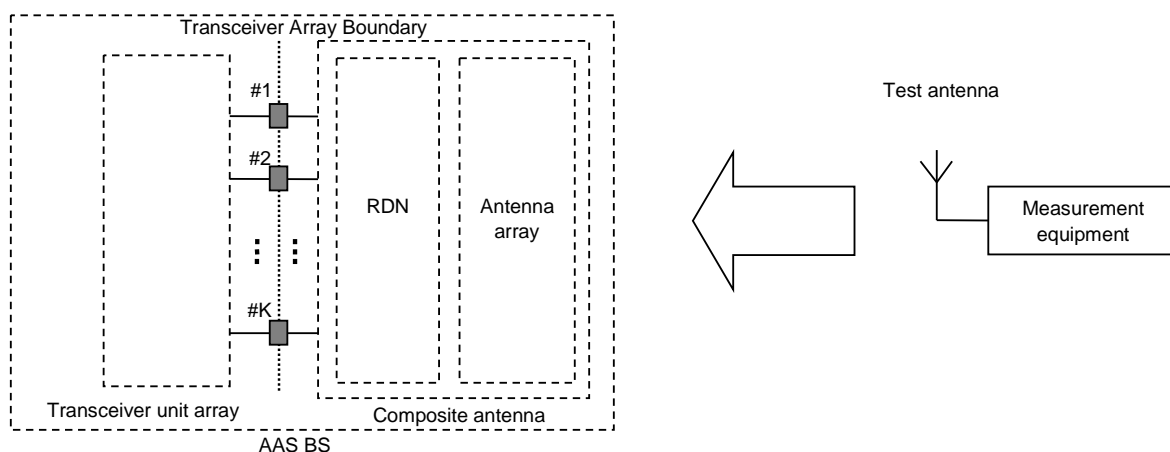 Transceiver Array Boundary
#1
#2
#K
RDN
Antenna
array
Transceiver unit array
Composite antenna
AAS BS
Test antenna
Measurement
equipment